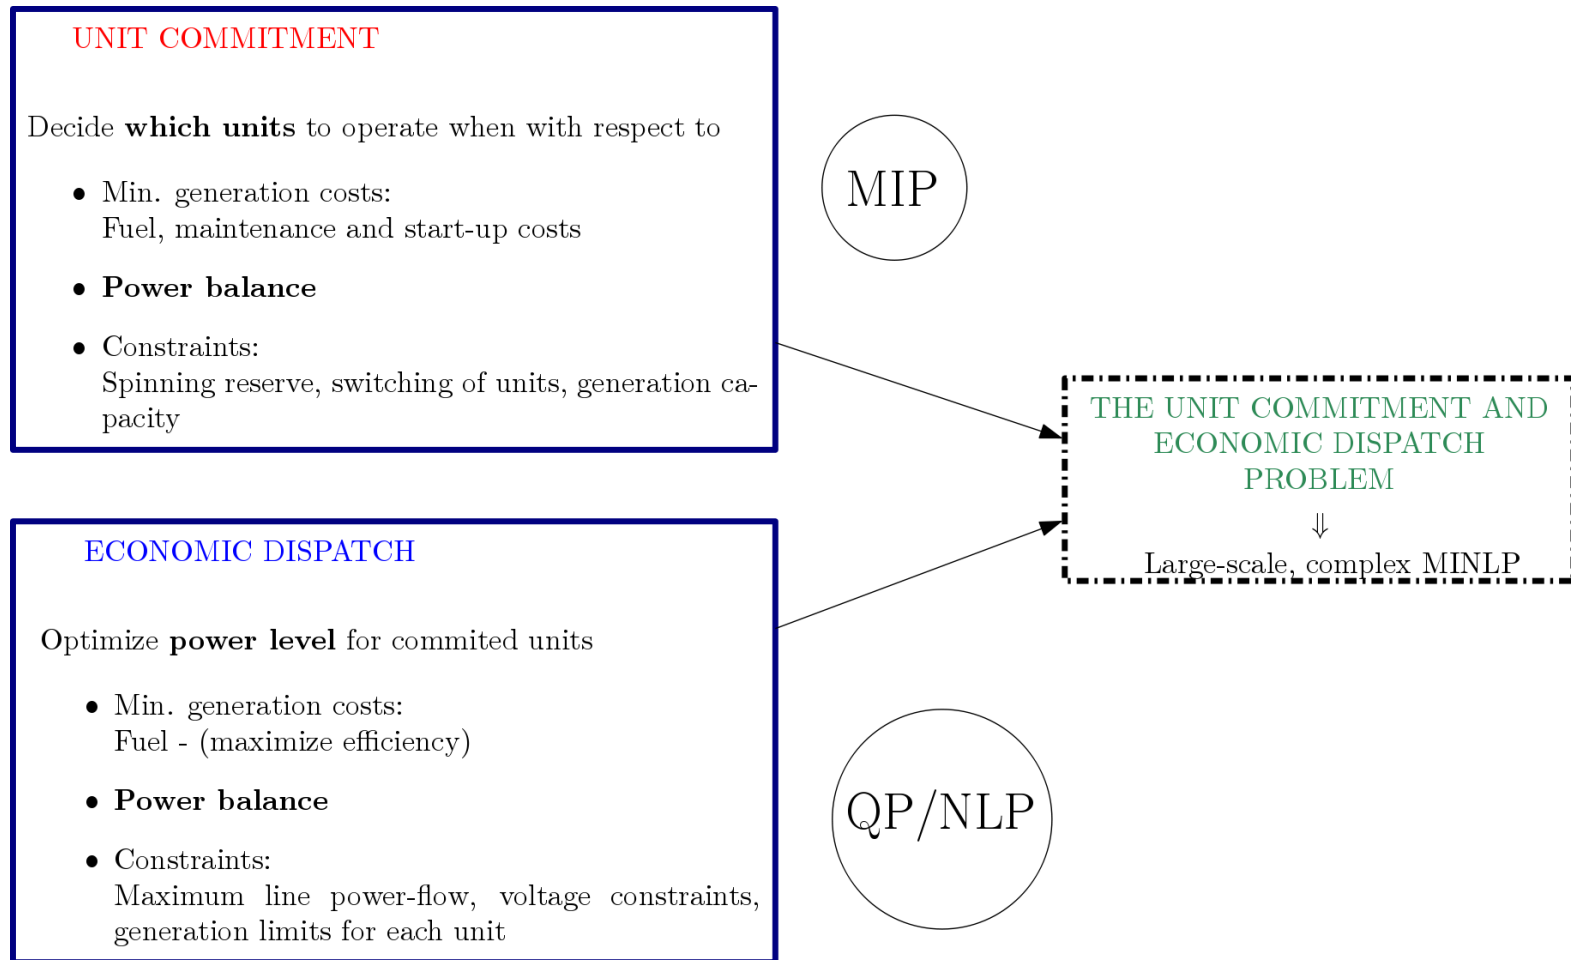 UNIT COMMITMENT
Decide which units to operate when with respect to
• Min. generation costs:
Fuel, maintenance and start-up costs
• Power balance
• Constraints:
Spinning reserve, switching of units, generation ca-
pacity
MIP
THE UNIT COMMITMENT AND
ECONOMIC DISPATCH
PROBLEM
⇓
Large-scale, complex MINLP
ECONOMIC DISPATCH
Optimize power level for commited units
• Min. generation costs:
Fuel - (maximize efficiency)
• Power balance
• Constraints:
Maximum line power-flow, voltage constraints,
generation limits for each unit
QP/NLP